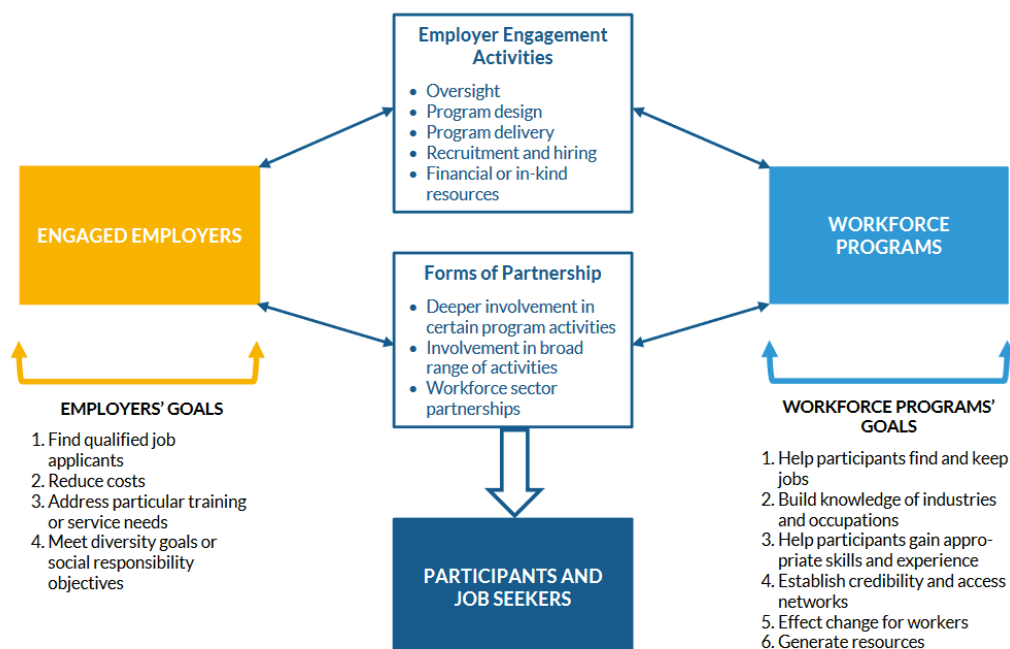 Employer Engagement
Activities
• Oversight
• Program design
• Program delivery
• Recruitment and hiring
• Financial or in-kind
resources
ENGAGED EMPLOYERS
WORKFORCE
PROGRAMS
Forms of Partnership
• Deeper involvement in
certain program activities
• Involvement in broad
range of activities
• Workforce sector
partnerships
EMPLOYERS’ GOALS
1. Find qualified job
applicants
2. Reduce costs
3. Address particular training
or service needs
4. Meet diversity goals or
social responsibility
objectives
PARTICIPANTS AND
JOB SEEKERS
WORKFORCE PROGRAMS’
GOALS
1. Help participants find and keep
jobs
2. Build knowledge of industries
and occupations
3. Help participants gain appro-
priate skills and experience
4. Establish credibility and access
networks
5. Effect change for workers
6. Generate resources